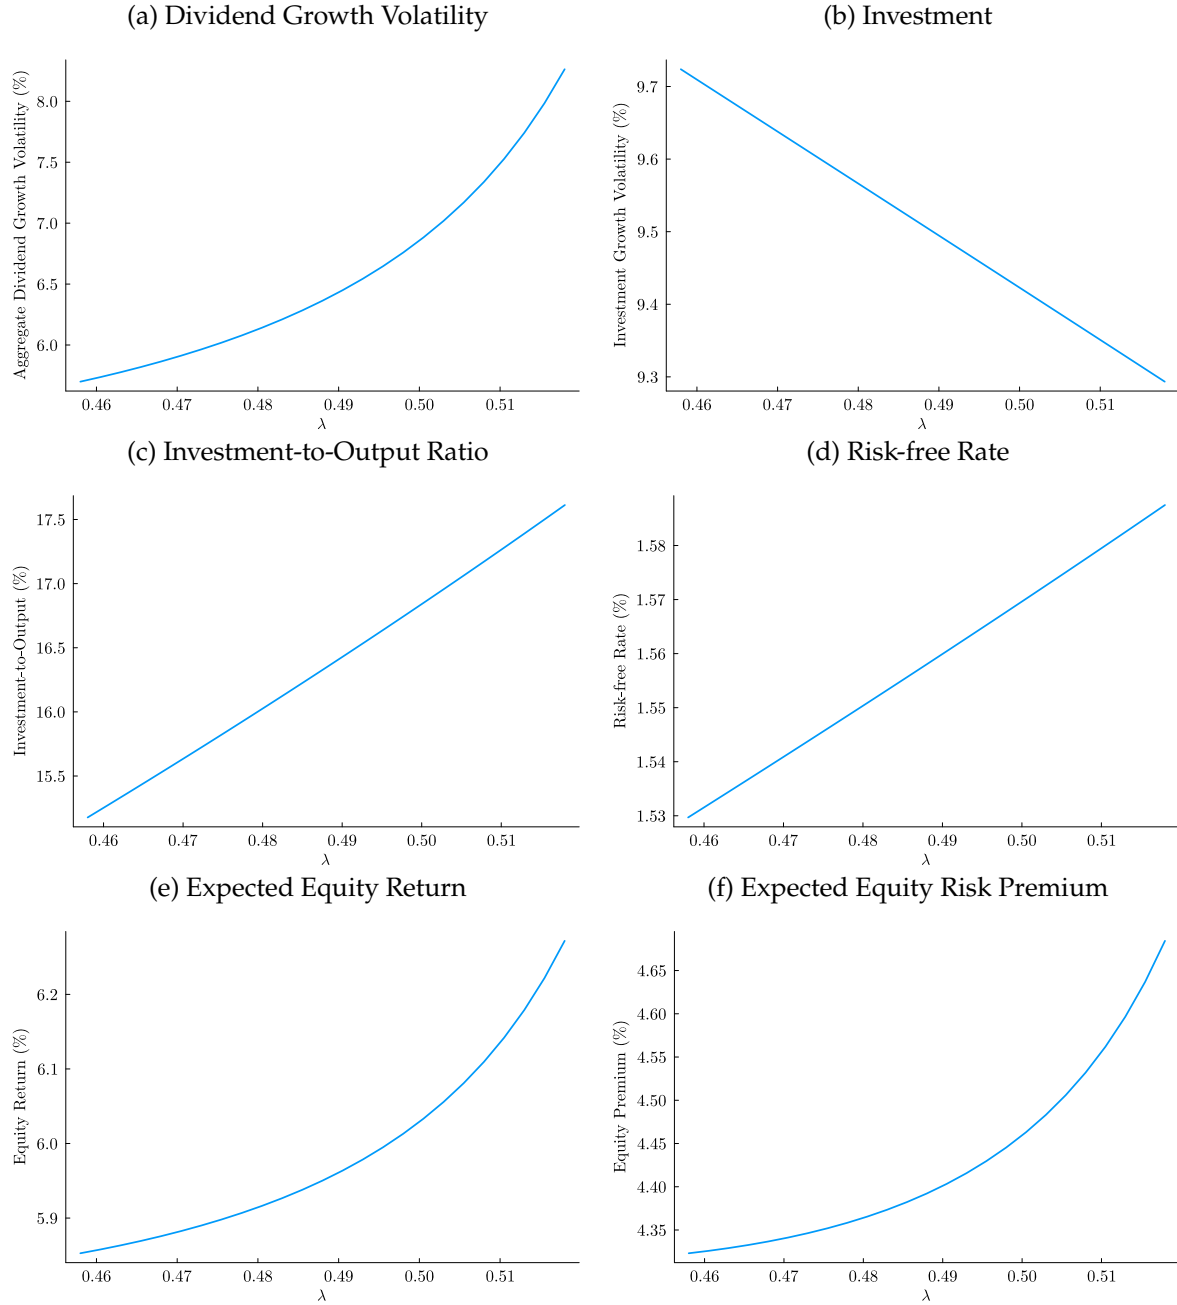 (a) Dividend Growth Volatility
Aggregate Dividend Growth Volatility (%)
8.0
7.5
7.0
6.5
6.0
0.46 0.47 0.48 0.49 0.50 0.51
λ
(b) Investment
Investment Growth Volatility (%)
9.7
9.6
9.5
9.4
9.3
0.46 0.47 0.48 0.49 0.50 0.51
λ
(c) Investment-to-Output Ratio
Investment-to-Output (%)
17.5
17.0
16.5
16.0
15.5
0.46 0.47 0.48 0.49 0.50 0.51
λ
(d) Risk-free Rate
Risk-free Rate (%)
1.58
1.57
1.56
1.55
1.54
1.53
0.46 0.47 0.48 0.49 0.50 0.51
λ
(e) Expected Equity Return
Equity Return (%)
6.2
6.1
6.0
5.9
0.46 0.47 0.48 0.49 0.50 0.51
λ
(f) Expected Equity Risk Premium
Equity Premium (%)
4.65
4.60
4.55
4.50
4.45
4.40
4.35
0.46 0.47 0.48 0.49 0.50 0.51
λ